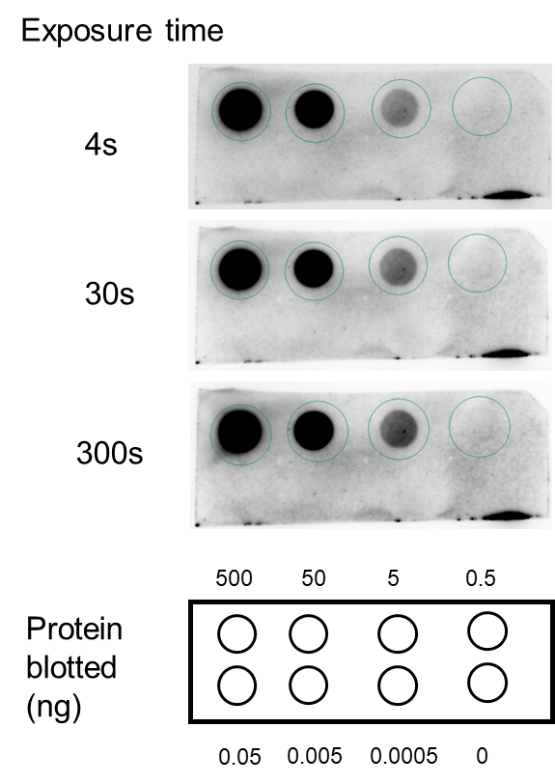 Exposure time
4s
30s
300s
500 50 5 0.5
Protein
blotted
(ng)
0.05 0.005 0.0005 0